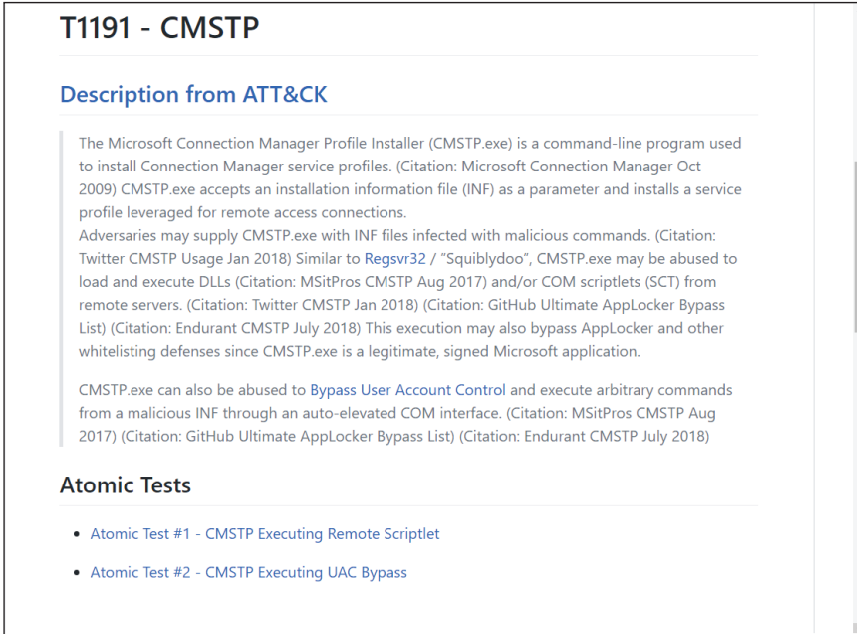 T1191 - CMSTP
Description from ATT&CK
The Microsoft Connection Manager Profile Installer (CMSTP.exe) is a command-line program used
to install Connection Manager service profiles. (Citation: Microsoft Connection Manager Oct
2009) CMSTP.exe accepts an installation information file (INF) as a parameter and installs a service
profile leveraged for remote access connections.
Adversaries may supply CMSTP.exe with INF files infected with malicious commands. (Citation:
Twitter CMSTP Usage Jan 2018) Similar to Regsvr32 / "Squiblydoo", CMSTP.exe may be abused to
load and execute DLLs (Citation: MSitPros CMSTP Aug 2017) and/or COM scriptlets (SCT) from
remote servers. (Citation: Twitter CMSTP Jan 2018) (Citation: GitHub Ultimate AppLocker Bypass
List) (Citation: Endurant CMSTP July 2018) This execution may also bypass AppLocker and other
whitelisting defenses since CMSTP.exe is a legitimate, signed Microsoft application.
CMSTP.exe can also be abused to Bypass User Account Control and execute arbitrary commands
from a malicious INF through an auto-elevated COM interface. (Citation: MSitPros CMSTP Aug
2017) (Citation: GitHub Ultimate AppLocker Bypass List) (Citation: Endurant CMSTP July 2018)
Atomic Tests
• Atomic Test #1 - CMSTP Executing Remote Scriptlet
• Atomic Test #2 - CMSTP Executing UAC Bypass